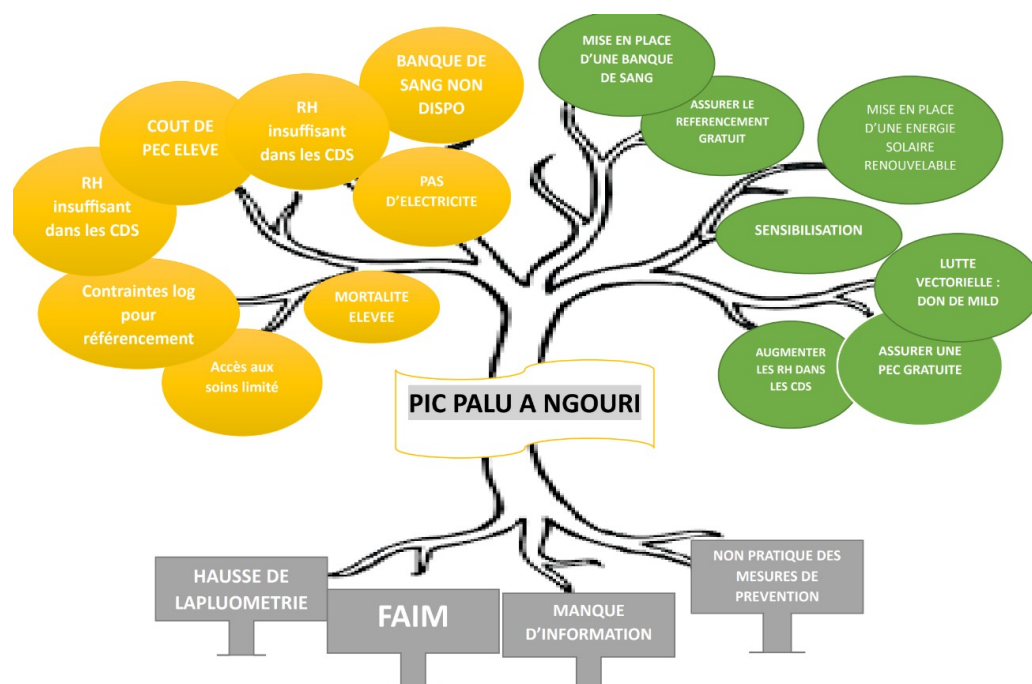 BANQUE DE
SANG NON
DISPO
RH
insuffisant
dans les CDS
COUT DE
PEC ELEVE
RH
insuffisant
dans les CDS
PAS
D'ELECTRICITE
Contraintes log
pour
référencement
MORTALITE
ELEVEE
Accès aux
soins limité
MISE EN PLACE
D'UNE BANQUE
DE SANG
ASSURER LE
REFERENCEMENT
GRATUIT
MISE EN PLACE
D'UNE ENERGIE
SOLAIRE
RENOUVELABLE
SENSIBILISATION
LUTTE
VECTORIELLE :
DON DE MILD
AUGMENTER
LES RH DANS
LES CDS
ASSURER UNE
PEC GRATUITE
PIC PALU A NGOURI
HAUSSE DE
LAPLUOMETRIE
FAIM
MANQUE
D'INFORMATION
NON PRATIQUE DES
MESURES DE
PREVENTION